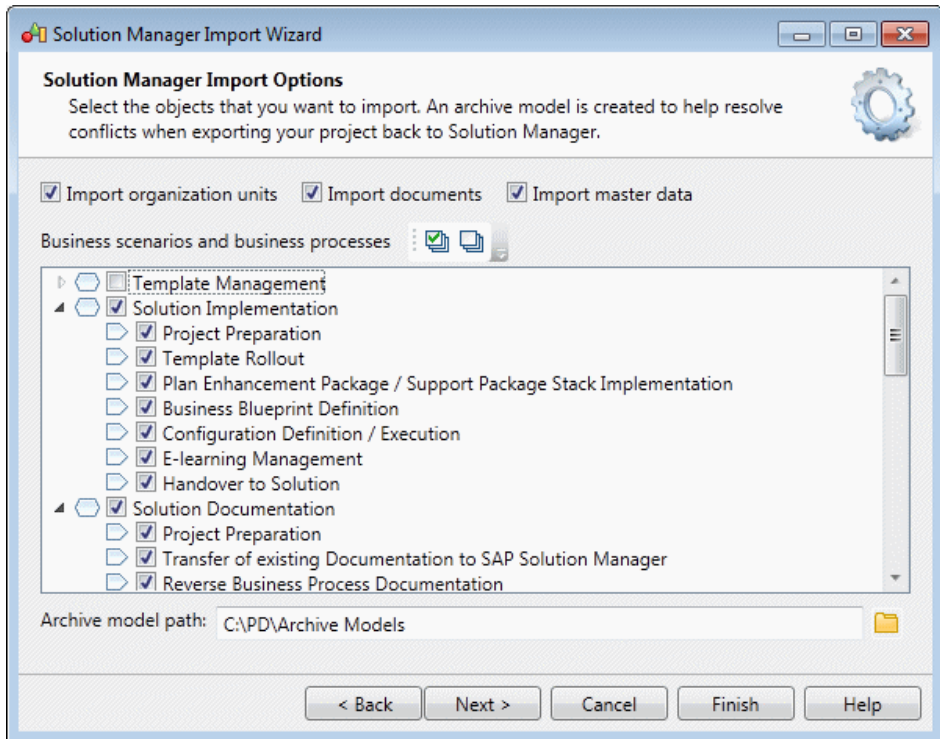 Solution Manager Import Wizard
Solution Manager Import Options
Select the objects that you want to import. An archive model is created to help resolve
conflicts when exporting your project back to Solution Manager.
Import organization units Import documents Import master data
Business scenarios and business processes
Template Management
Solution Implementation
Project Preparation
Template Rollout
Plan Enhancement Package / Support Package Stack Implementation
Business Blueprint Definition
Configuration Definition / Execution
E-learning Management
Handover to Solution
Solution Documentation
Project Preparation
Transfer of existing Documentation to SAP Solution Manager
Reverse Business Process Documentation
Archive model path: C:\PD\Archive Models
< Back Next > Cancel Finish Help